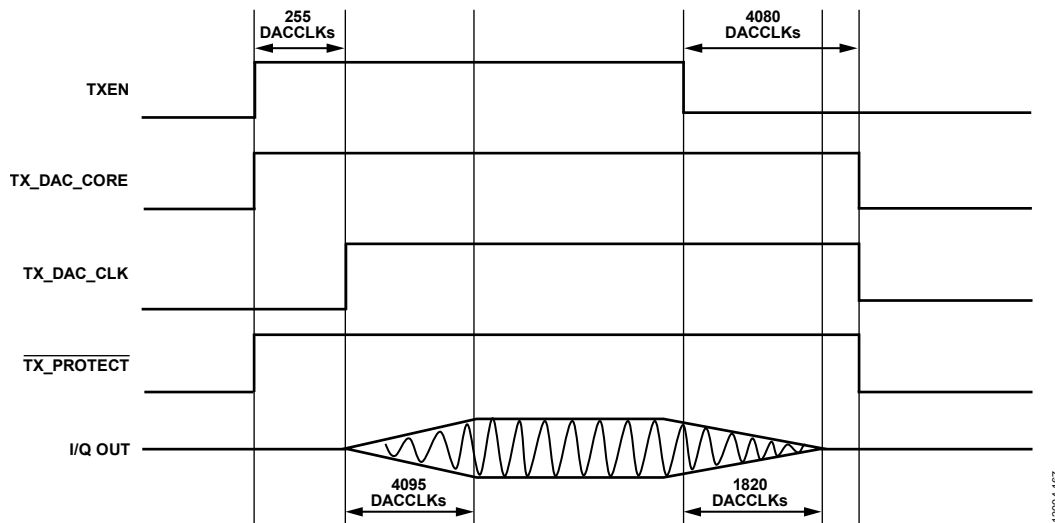 255
DACCLKs
4080
DACCLKs
TXEN
TX_DAC_CORE
TX_DAC_CLK
TX_PROTECT
I/Q OUT
4095
DACCLKs
1820
DACCLKs